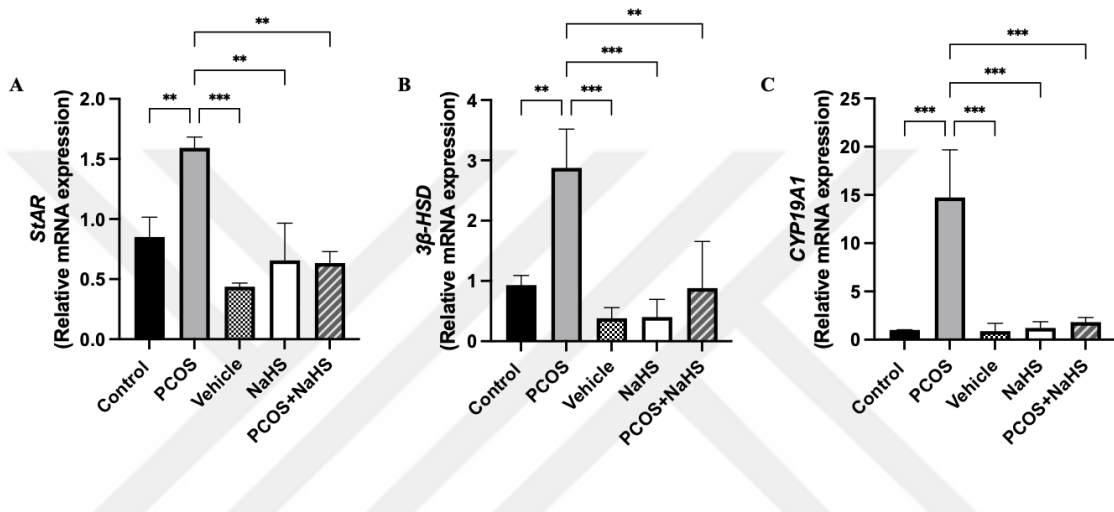 A
** ** ** ***
StAR
(Relative mRNA expression)
2.0
1.5
1.0
0.5
0.0
Control
PCOS
Vehicle
NaHS
PCOS+NaHS
B
** *** ** ***
3β-HSD
(Relative mRNA expression)
4
3
2
1
0
Control
PCOS
Vehicle
NaHS
PCOS+NaHS
C
*** *** *** ***
CYP19A1
(Relative mRNA expression)
25
20
15
10
5
0
Control
PCOS
Vehicle
NaHS
PCOS+NaHS